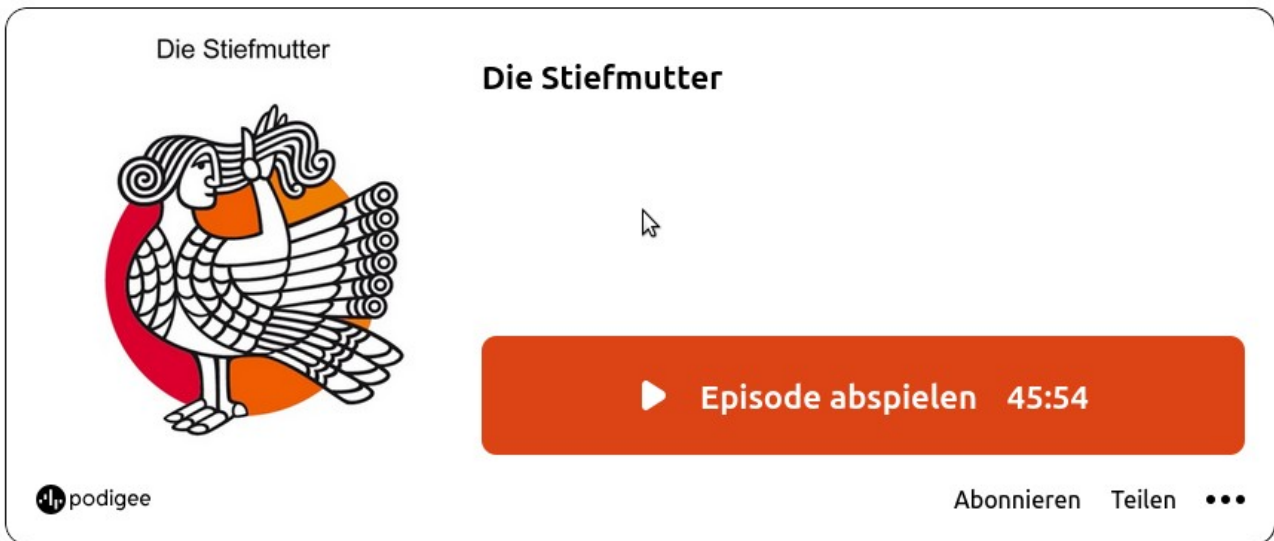 Die Stiefmutter
Die Stiefmutter
Episode abspielen 45:54
podigee
Abonnieren Teilen